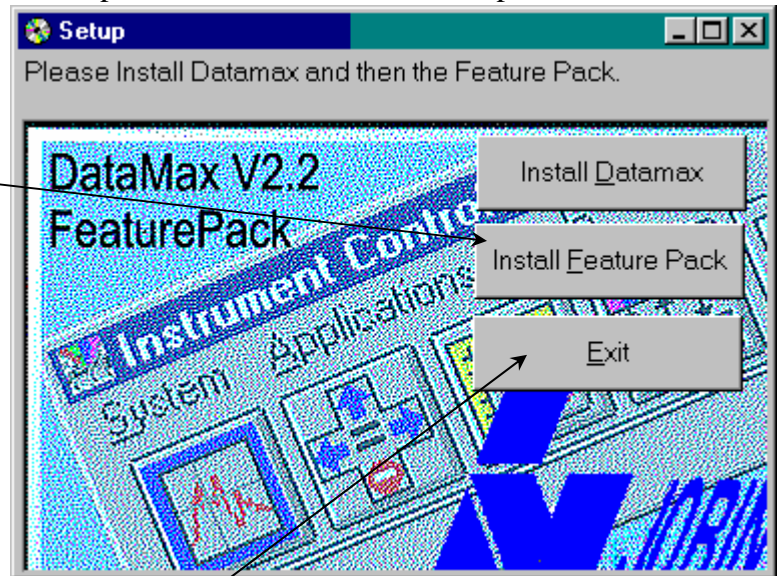 Setup
Please Install Datamax and then the Feature Pack.
DataMax V2.2
FeaturePack
Install Datamax
Install Feature Pack
Exit
Instrument Control
System Applications
JOBIN